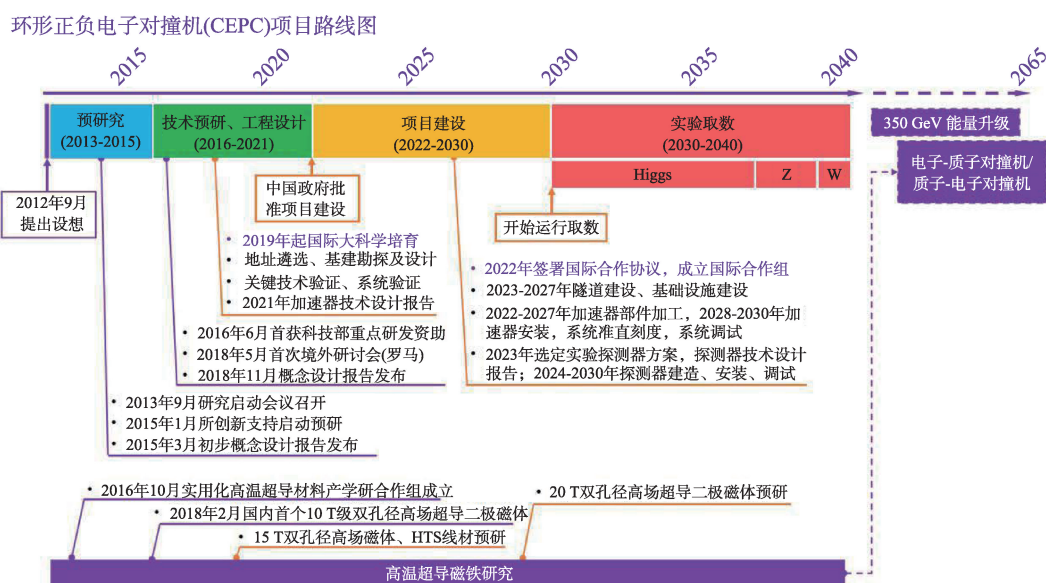 环形正负电子对撞机(CEPC)项目路线图
2015
2020
2025
2030
2035
2040
2065
预研究
(2013-2015)
技术预研、工程设计
(2016-2021)
项目建设
(2022-2030)
实验取数
(2030-2040)
Higgs
Z
W
350 GeV 能量升级
电子-质子对撞机/
质子-电子对撞机
2012年9月
提出设想
中国政府批
准项目建设
开始运行取数
• 2019年起国际大科学培育
• 地址遴选、基建勘探及设计
• 关键技术验证、系统验证
• 2021年加速器技术设计报告
• 2016年6月首获科技部重点研发资助
• 2018年5月首次境外研讨会(罗马)
• 2018年11月概念设计报告发布
• 2013年9月研究启动会议召开
• 2015年1月所创新支持启动预研
• 2015年3月初步概念设计报告发布
• 2022年签署国际合作协议，成立国际合作组
• 2023-2027年隧道建设、基础设施建设
• 2022-2027年加速器部件加工，2028-2030年加
速器安装，系统准直刻度，系统调试
• 2023年选定实验探测器方案，探测器技术设计
报告；2024-2030年探测器建造、安装、调试
• 2016年10月实用化高温超导材料产学研合作组成立
• 2018年2月国内首个10 T级双孔径高场超导二极磁体
• 15 T双孔径高场磁体、HTS线材预研
• 20 T双孔径高场超导二极磁体预研
高温超导磁铁研究